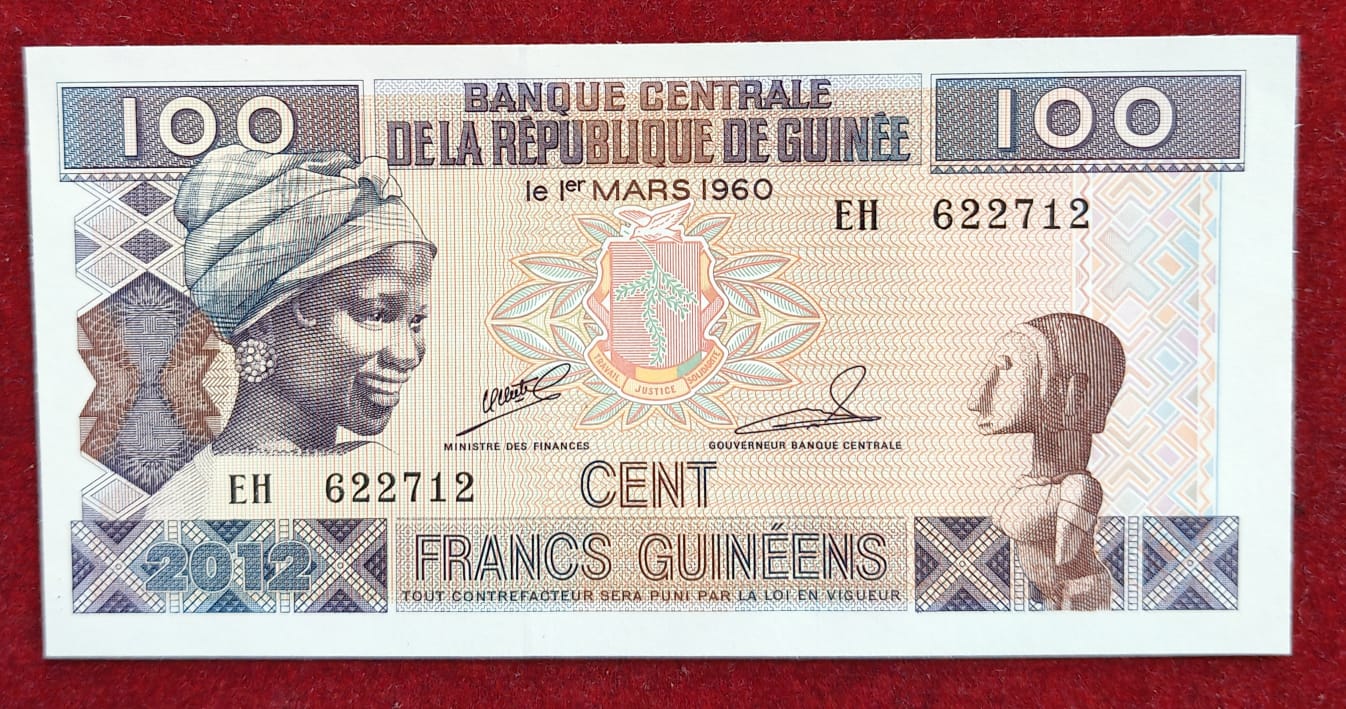 100
BANQUE CENTRALE
100
DE LA RÉPUBLIQUE DE GUINÉE
le 1er MARS 1960
EH 622712
TRAVAIL JUSTICE SOLIDARITÉ
MINISTRE DES FINANCES
GOUVERNEUR BANQUE CENTRALE
EH 622712
CENT
2012
FRANCS GUINÉENS
TOUT CONTREFACTEUR SERA PUNI PAR LA LOI EN VIGUEUR